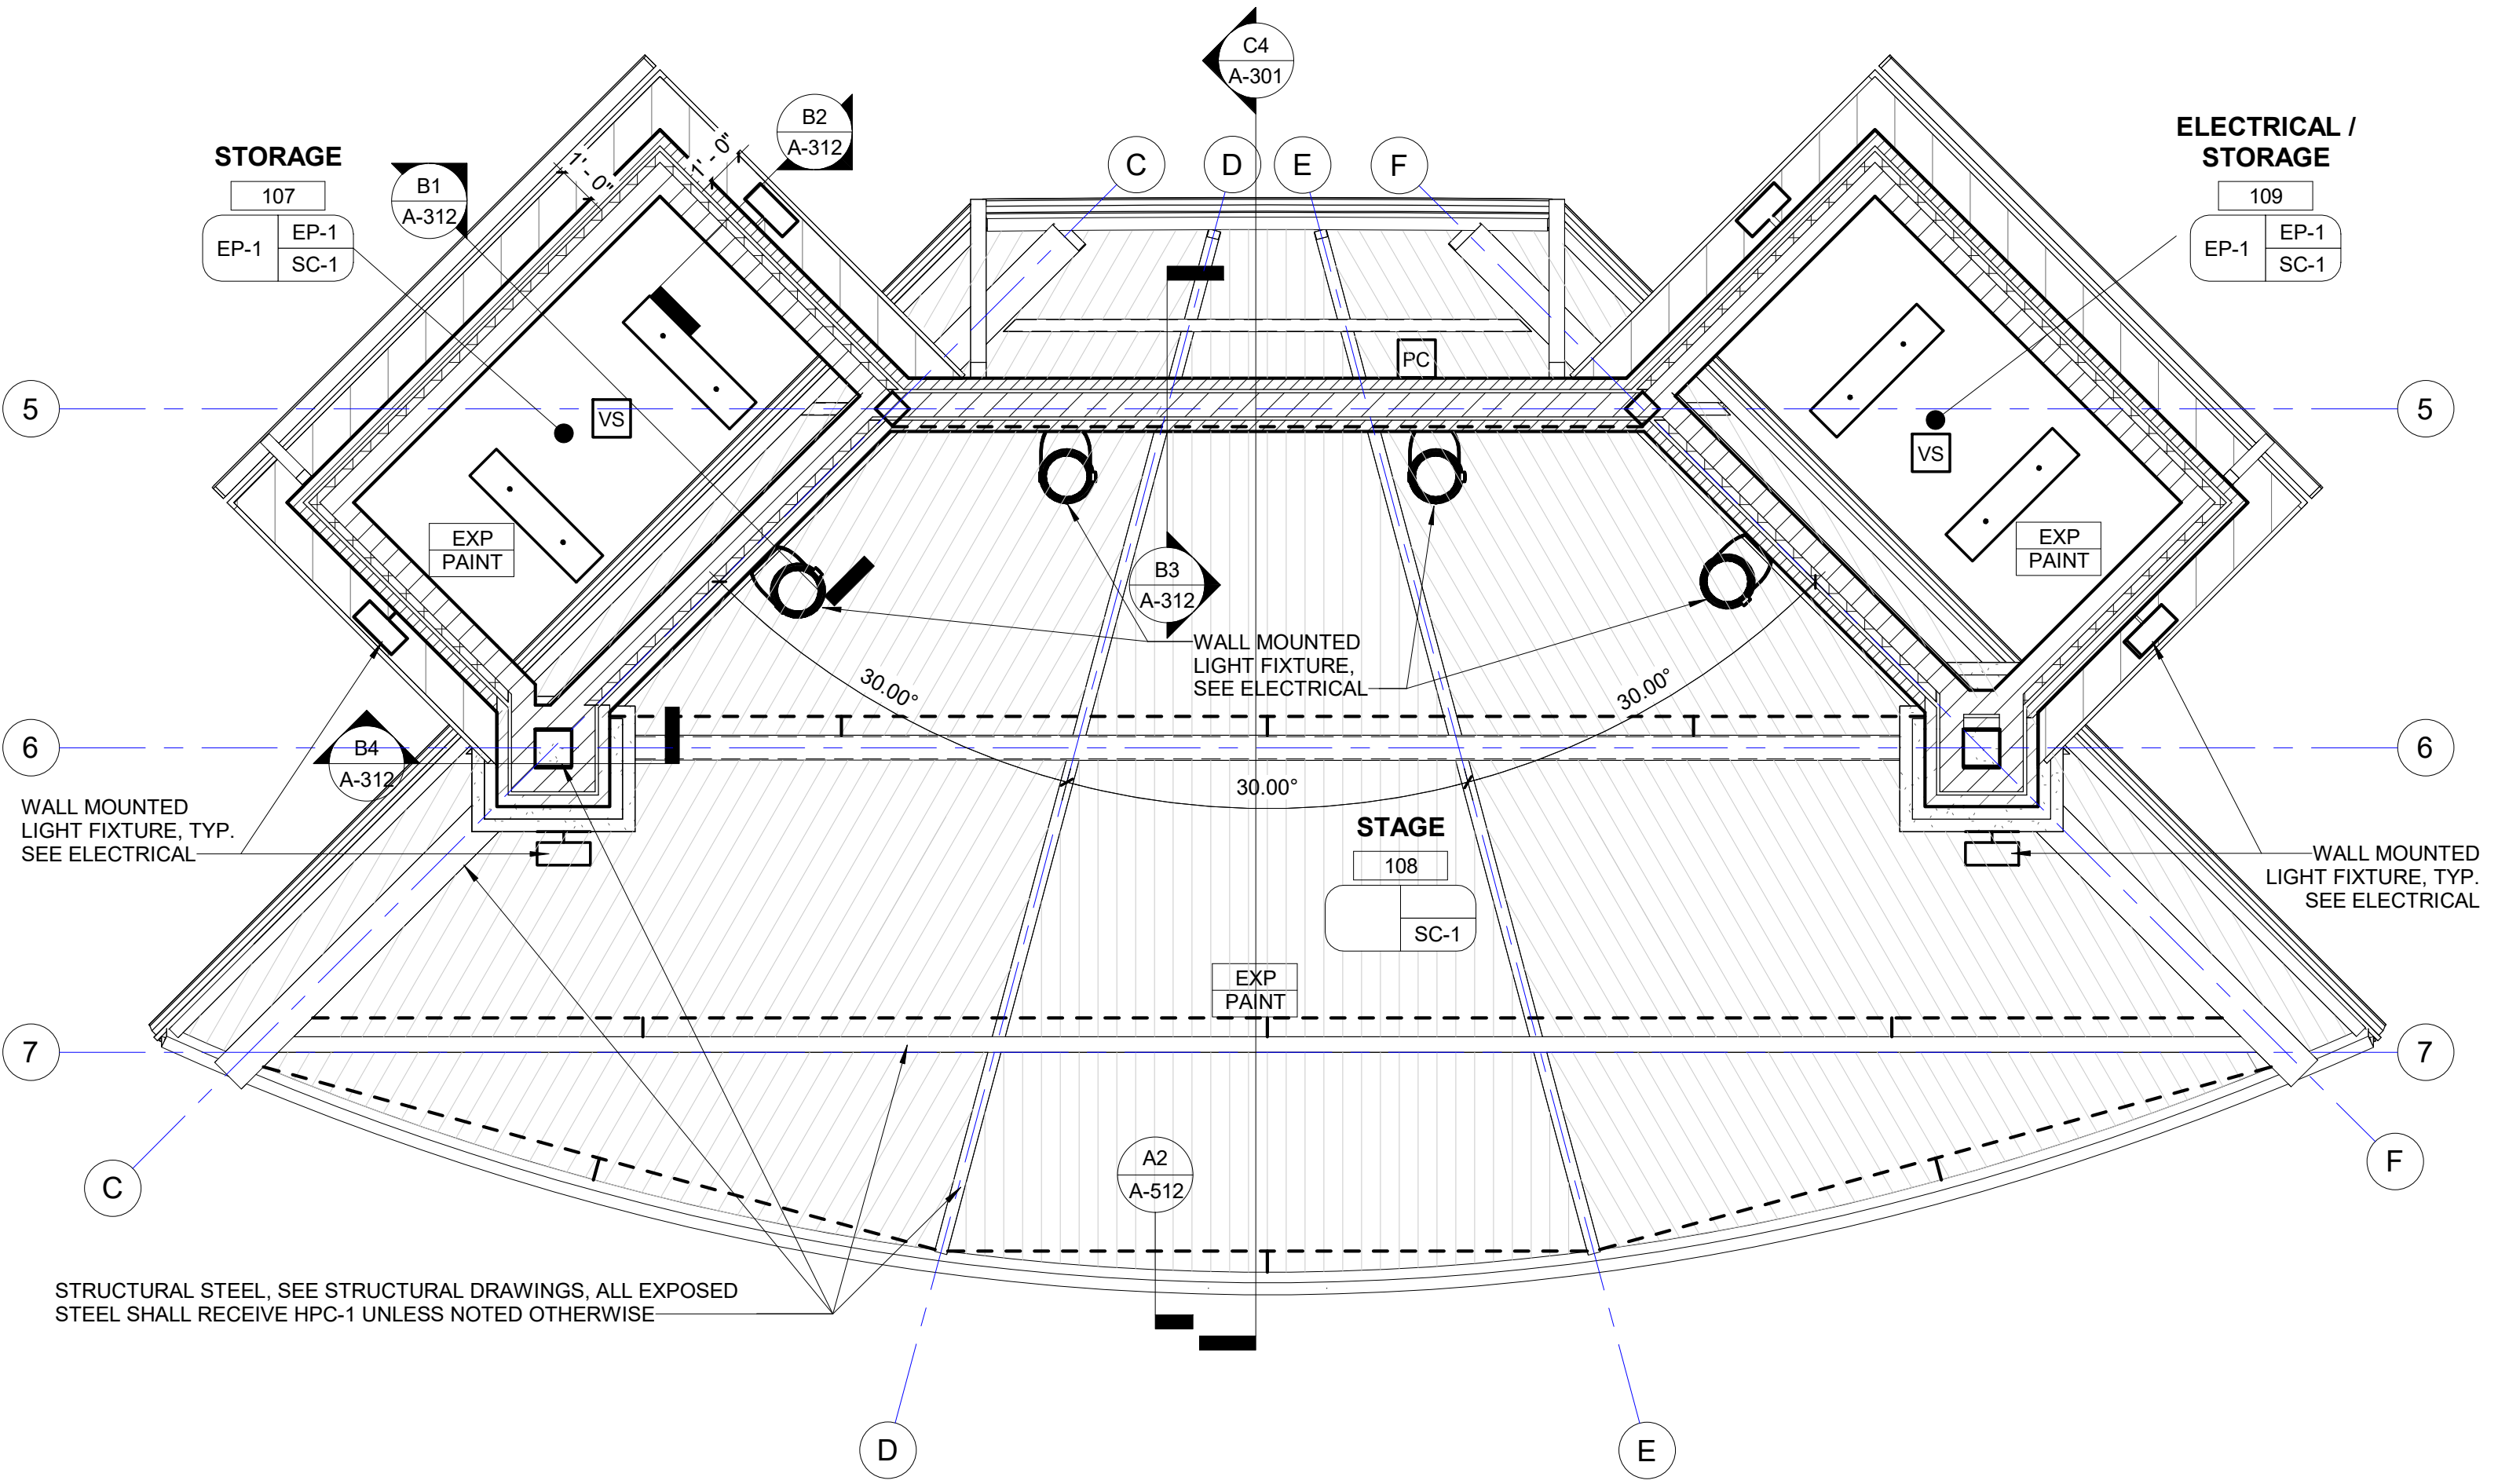 C4
A-301
B2
A-312
ELECTRICAL /
STORAGE
109
EP-1
EP-1
SC-1
STORAGE
107
EP-1
EP-1
SC-1
B1
A-312
1' - 0"
1' - 0"
C
D
E
F
PC
5
VS
VS
5
EXP
PAINT
EXP
PAINT
B3
A-312
WALL MOUNTED
LIGHT FIXTURE,
SEE ELECTRICAL
30.00°
30.00°
30.00°
6
B4
A-312
6
WALL MOUNTED
LIGHT FIXTURE, TYP.
SEE ELECTRICAL
STAGE
108
SC-1
WALL MOUNTED
LIGHT FIXTURE, TYP.
SEE ELECTRICAL
EXP
PAINT
7
7
C
A2
A-512
F
STRUCTURAL STEEL, SEE STRUCTURAL DRAWINGS, ALL EXPOSED
STEEL SHALL RECEIVE HPC-1 UNLESS NOTED OTHERWISE
D
E